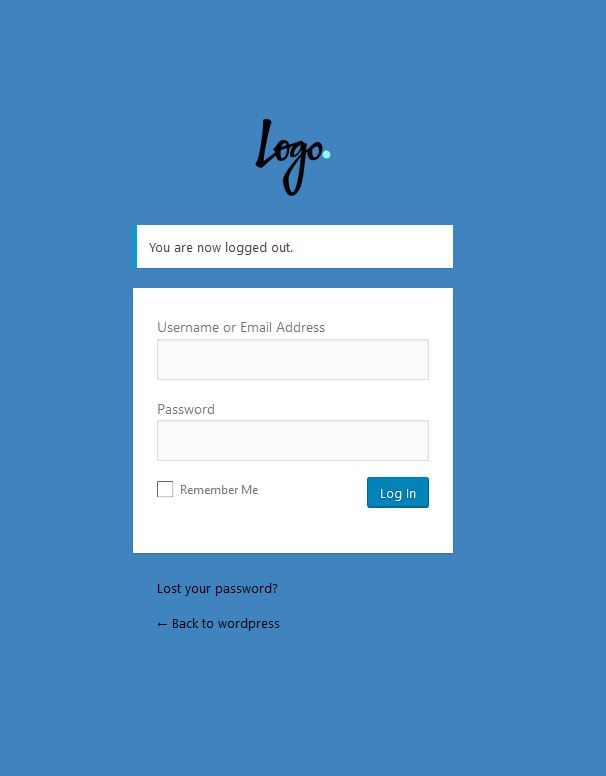 Logo.
You are now logged out.
Username or Email Address
Password
Remember Me
Log In
Lost your password?
← Back to wordpress